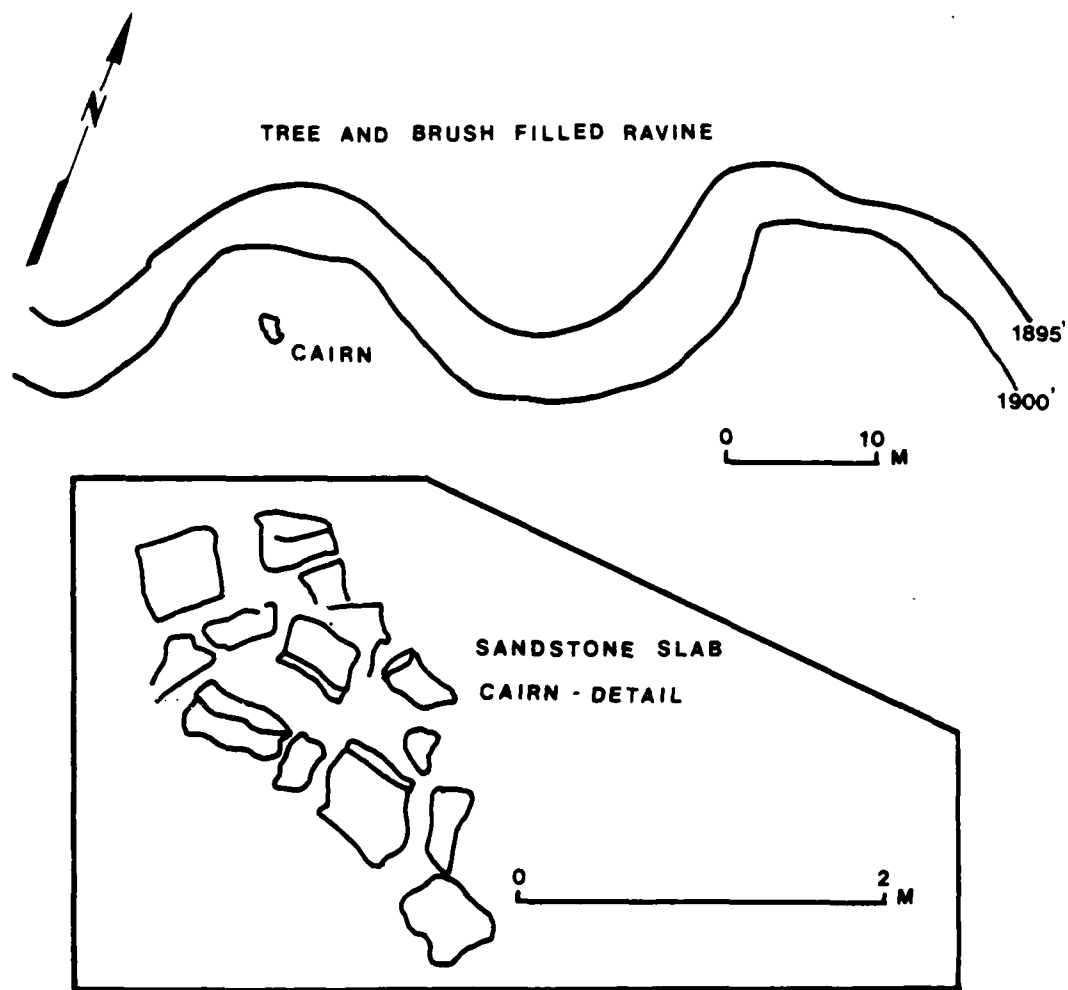 N
TREE AND BRUSH FILLED RAVINE
CAIRN
1895'
1900'
0 10 M
SANDSTONE SLAB
CAIRN - DETAIL
0 2 M